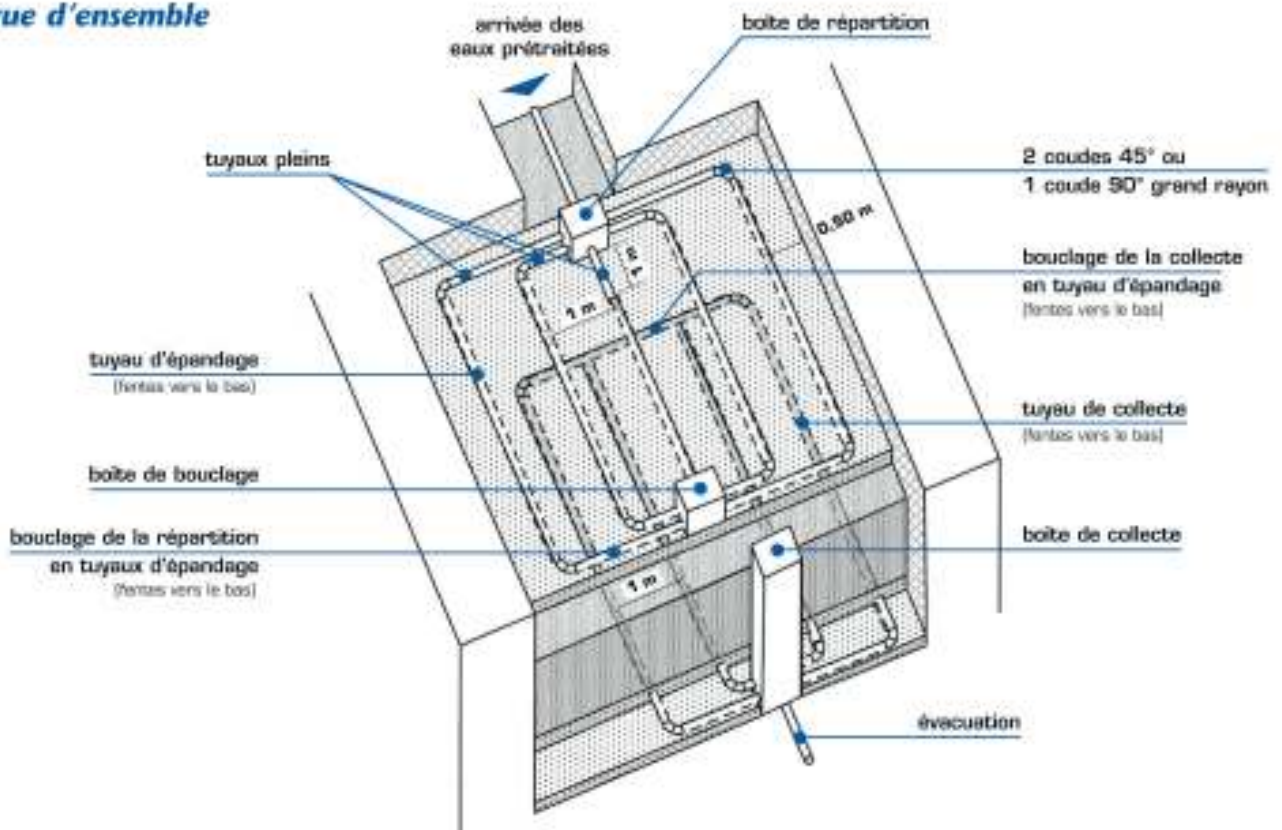 ue d'ensemble
arrivée des
eaux prétraitées
boîte de répartition
tuyaux pleins
2 coudes 45° ou
1 coude 90° grand rayon
0,50 m
1 m
1 m
bouclage de la collecte
en tuyau d'épandage
(fentes vers le bas)
tuyau d'épandage
(fentes vers le bas)
tuyau de collecte
(fentes vers le bas)
boîte de bouclage
bouclage de la répartition
en tuyaux d'épandage
(fentes vers le bas)
boîte de collecte
1 m
évacuation